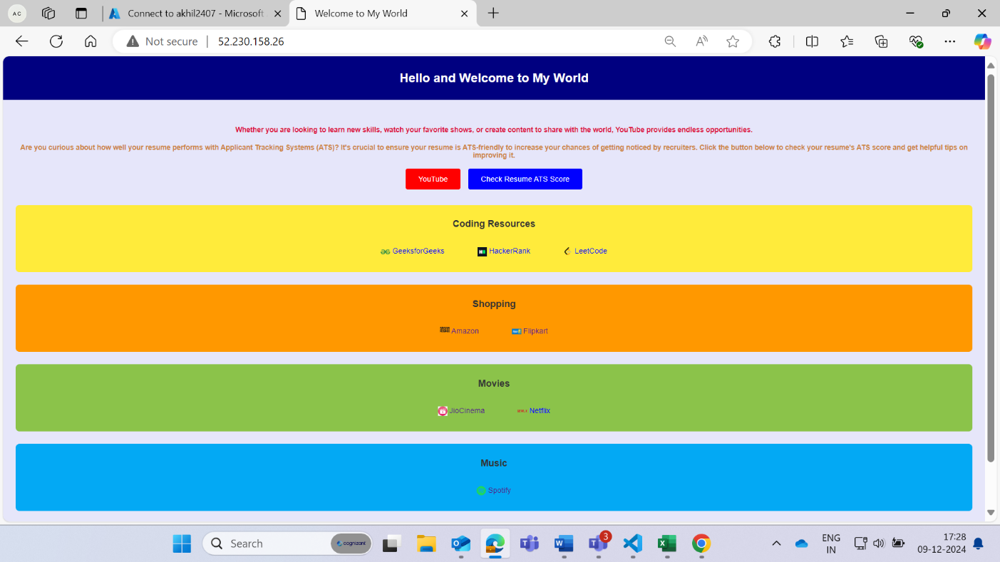 A C
Connect to akhil2407 - Microsoft
Welcome to My World
Not secure
52.230.158.26
Hello and Welcome to My World
Whether you are looking to learn new skills, watch your favorite shows, or create content to share with the world, YouTube provides endless opportunities.
Are you curious about how well your resume performs with Applicant Tracking Systems (ATS)? It's crucial to ensure your resume is ATS-friendly to increase your chances of getting noticed by recruiters. Click the button below to check your resume's ATS score and get helpful tips on
improving it.
YouTube
Check Resume ATS Score
Coding Resources
GeeksforGeeks
HackerRank
LeetCode
Shopping
Amazon
Flipkart
Movies
JioCinema
NETFLIX Netflix
Music
Spotify
Search
cognizant
3
ENG
IN
17:28
09-12-2024